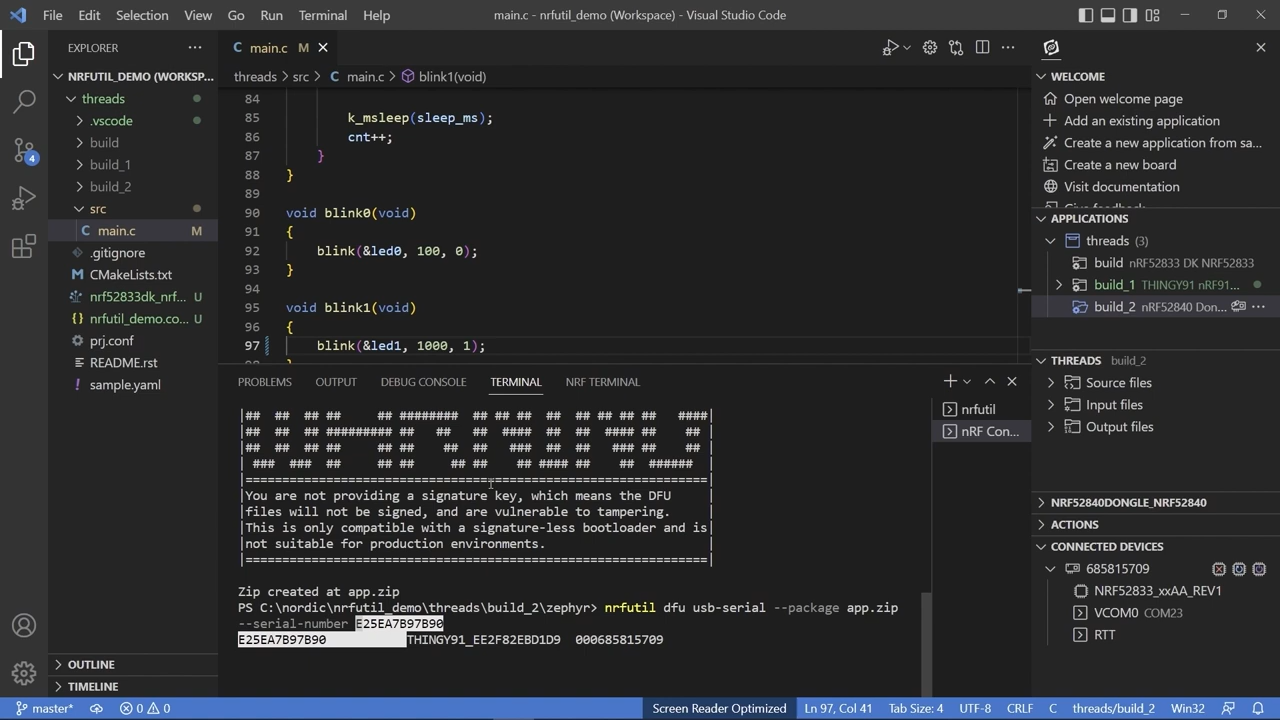 File Edit Selection View Go Run Terminal Help
main.c - nrfutil_demo (Workspace) - Visual Studio Code
EXPLORER
NRFUTIL_DEMO (WORKSP...
threads
.vscode
build
build_1
build_2
src
main.c M
.gitignore
CMakeLists.txt
nrf52833dk_nrf... U
nrfutil_demo.co... U
prj.conf
README.rst
sample.yaml
OUTLINE
TIMELINE
4
C main.c M
threads > src > C main.c > blink1(void)
84
85 k_msleep(sleep_ms);
86 cnt++;
87 }
88 }
89
90 void blink0(void)
91 {
92 blink(&led0, 100, 0);
93 }
94
95 void blink1(void)
96 {
97 blink(&led1, 1000, 1);
PROBLEMS OUTPUT DEBUG CONSOLE TERMINAL NRF TERMINAL
|##  ##  ## ##     ## ########  ## ## ##  ## ## ## ##   ####|
|##  ##  ## ######### ##   ##   ##  ####  ##  ##  #### ##    ## |
|##  ##  ## ##     ## ##    ##  ##   ###  ##  ##   ### ##    ## |
| ###  ###  ##     ## ##     ## ##    ## #### ##    ##  ###### |
|=============================================================|
|You are not providing a signature key, which means the DFU |
|files will not be signed, and are vulnerable to tampering. |
|This is only compatible with a signature-less bootloader and is|
|not suitable for production environments. |
|=============================================================|
Zip created at app.zip
PS C:\nordic\nrfutil_demo\threads\build_2\zephyr> nrfutil dfu usb-serial --package app.zip
--serial-number E25EA7B97B90
E25EA7B97B90 THINGY91_EE2F82EBD1D9 000685815709
nrfutil
nRF Con...
WELCOME
Open welcome page
Add an existing application
Create a new application from sa...
Create a new board
Visit documentation
Give feedback
APPLICATIONS
threads (3)
build nRF52833 DK NRF52833
build_1 THINGY91 nRF91...
build_2 nRF52840 Don...
THREADS build_2
Source files
Input files
Output files
NRF52840DONGLE_NRF52840
ACTIONS
CONNECTED DEVICES
685815709
NRF52833_xxAA_REV1
VCOM0 COM23
RTT
master* 0 0 Screen Reader Optimized Ln 97, Col 41 Tab Size: 4 UTF-8 CRLF C threads/build_2 Win32